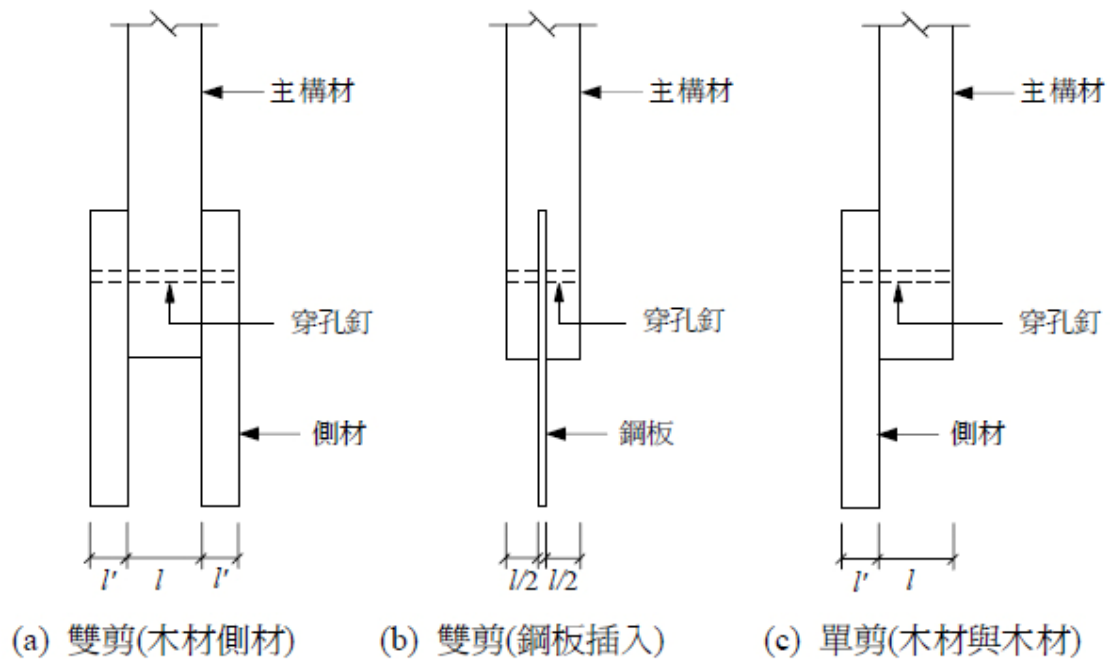 主構材
主構材
主構材
穿孔釘
穿孔釘
穿孔釘
側材
鋼板
側材
l' l l'
l/2 l/2
l' l
(a) 雙剪(木材側材)
(b) 雙剪(鋼板插入)
(c) 單剪(木材與木材)